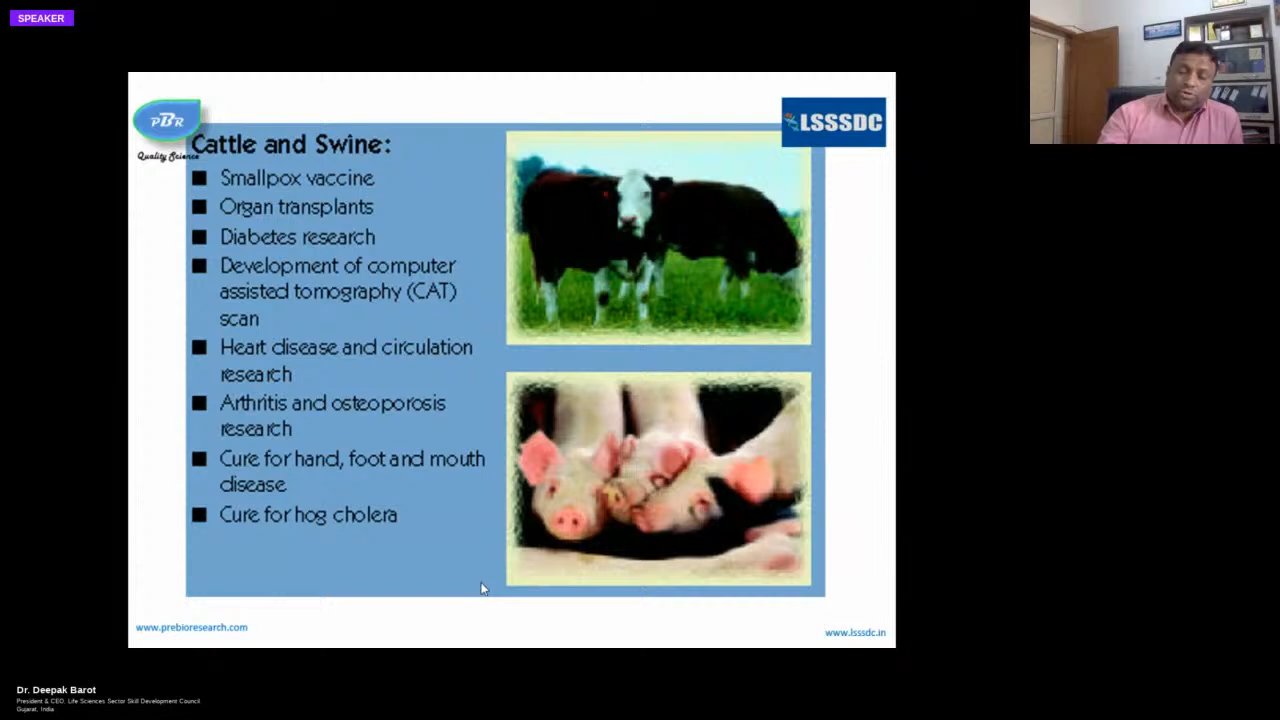 SPEAKER
PBR
Quality Science
LSSSDC
Cattle and Swine:
Smallpox vaccine
Organ transplants
Diabetes research
Development of computer
assisted tomography (CAT)
scan
Heart disease and circulation
research
Arthritis and osteoporosis
research
Cure for hand, foot and mouth
disease
Cure for hog cholera
www.prebioresearch.com
www.lsssdc.in
Dr. Deepak Barot
President & CEO, Life Sciences Sector Skill Development Council
Gujarat, India